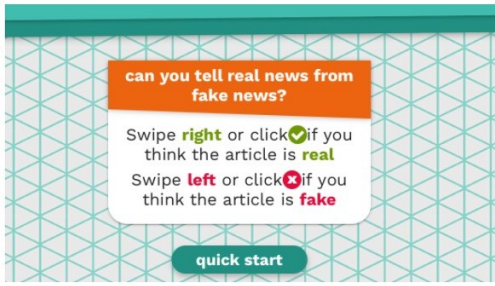 can you tell real news from
fake news?
Swipe right or click if you
think the article is real
Swipe left or click if you
think the article is fake
quick start